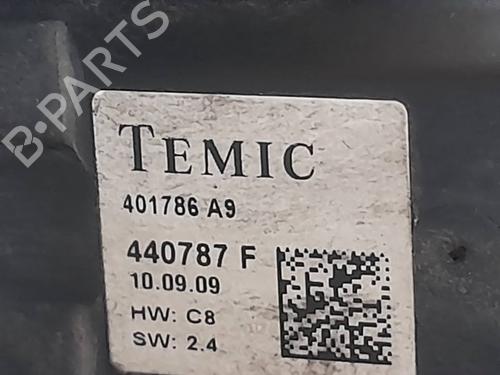 B-PARTS
TEMIC
401786 A9
440787 F
10.09.09
HW: C8
SW: 2.4